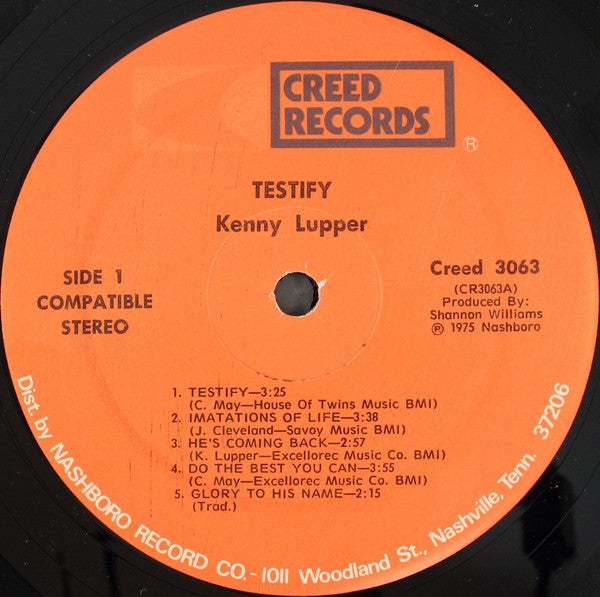 CREED
RECORDS
®
TESTIFY
Kenny Lupper
SIDE 1
COMPATIBLE
STEREO
Creed 3063
(CR3063A)
Produced By:
Shannon Williams
℗ 1975 Nashboro
1. TESTIFY—3:25
(C. May—House Of Twins Music BMI)
2. IMATATIONS OF LIFE—3:38
(J. Cleveland—Savoy Music BMI)
3. HE'S COMING BACK—2:57
(K. Lupper—Excellorec Music Co. BMI)
4. DO THE BEST YOU CAN—3:55
(C. May—Excellorec Music Co. BMI)
5. GLORY TO HIS NAME—2:15
(Trad.)
Dist. by NASHBORO RECORD CO.-1011 Woodland St., Nashville, Tenn. 37206